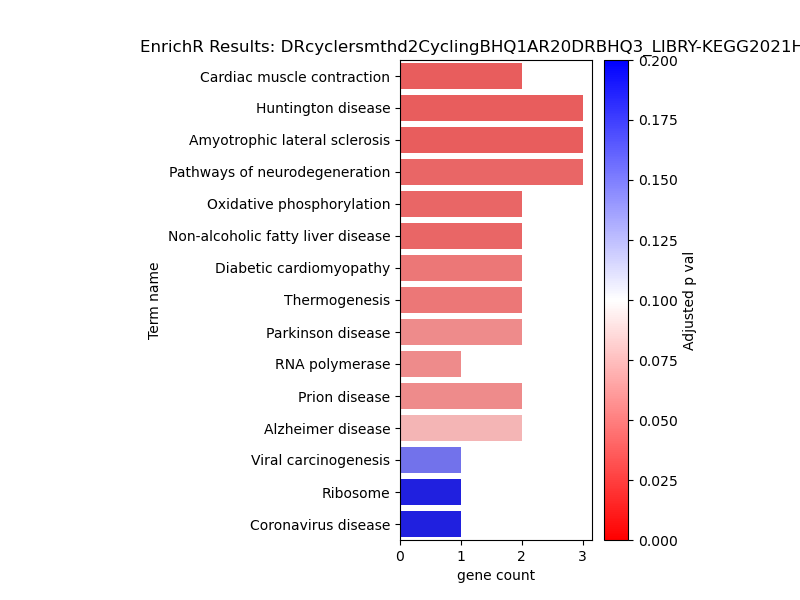 EnrichR Results: DRcyclersmthd2CyclingBHQ1AR20DRBHQ3_LIBRY-KEGG2021H
Cardiac muscle contraction
Huntington disease
Amyotrophic lateral sclerosis
Pathways of neurodegeneration
Oxidative phosphorylation
Non-alcoholic fatty liver disease
Diabetic cardiomyopathy
Thermogenesis
Parkinson disease
RNA polymerase
Prion disease
Alzheimer disease
Viral carcinogenesis
Ribosome
Coronavirus disease
Term name
0 1 2 3
gene count
0.200
0.175
0.150
0.125
0.100
0.075
0.050
0.025
0.000
Adjusted p val